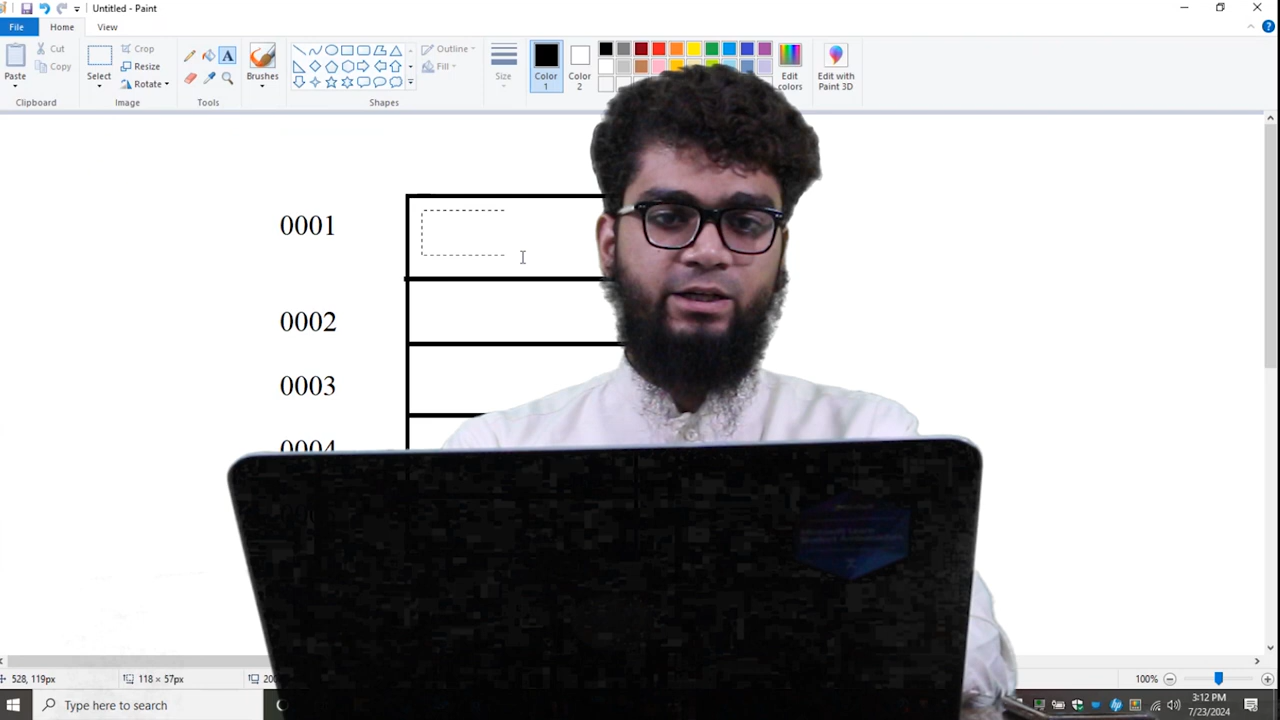 Untitled - Paint
File Home View
Paste
Cut
Copy
Clipboard
Select
Crop
Resize
Rotate
Image
A
Tools
Brushes
Outline
Fill
Shapes
Size
Color 1
Color 2
Edit colors
Edit with Paint 3D
0001
0002
0003
0004
528, 119px
118 × 57px
100%
Type here to search
3:12 PM
7/23/2024